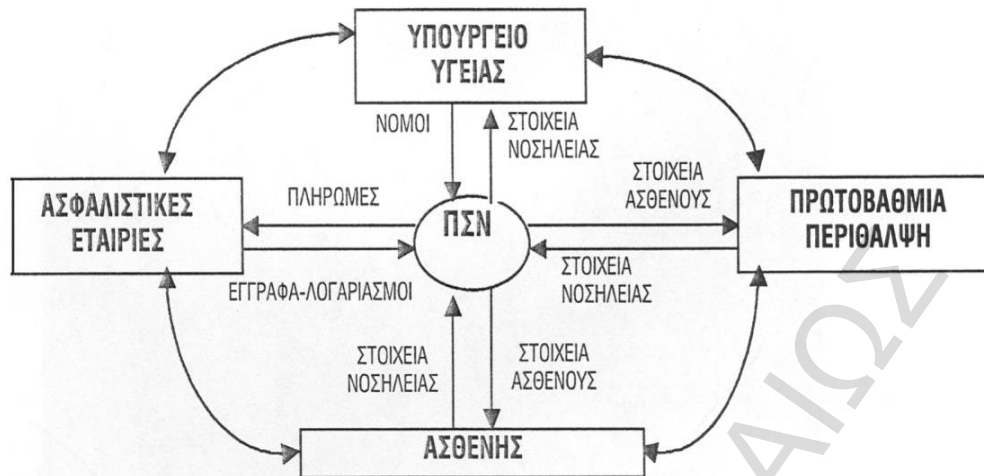 ΥΠΟΥΡΓΕΙΟ
ΥΓΕΙΑΣ
ΝΟΜΟΙ
ΣΤΟΙΧΕΙΑ
ΝΟΣΗΛΕΙΑΣ
ΑΣΦΑΛΙΣΤΙΚΕΣ
ΕΤΑΙΡΙΕΣ
ΠΛΗΡΩΜΕΣ
ΕΓΓΡΑΦΑ-ΛΟΓΑΡΙΑΣΜΟΙ
ΠΣΝ
ΣΤΟΙΧΕΙΑ
ΑΣΘΕΝΟΥΣ
ΣΤΟΙΧΕΙΑ
ΝΟΣΗΛΕΙΑΣ
ΠΡΩΤΟΒΑΘΜΙΑ
ΠΕΡΙΘΑΛΨΗ
ΣΤΟΙΧΕΙΑ
ΝΟΣΗΛΕΙΑΣ
ΣΤΟΙΧΕΙΑ
ΑΣΘΕΝΟΥΣ
ΑΣΘΕΝΗΣ